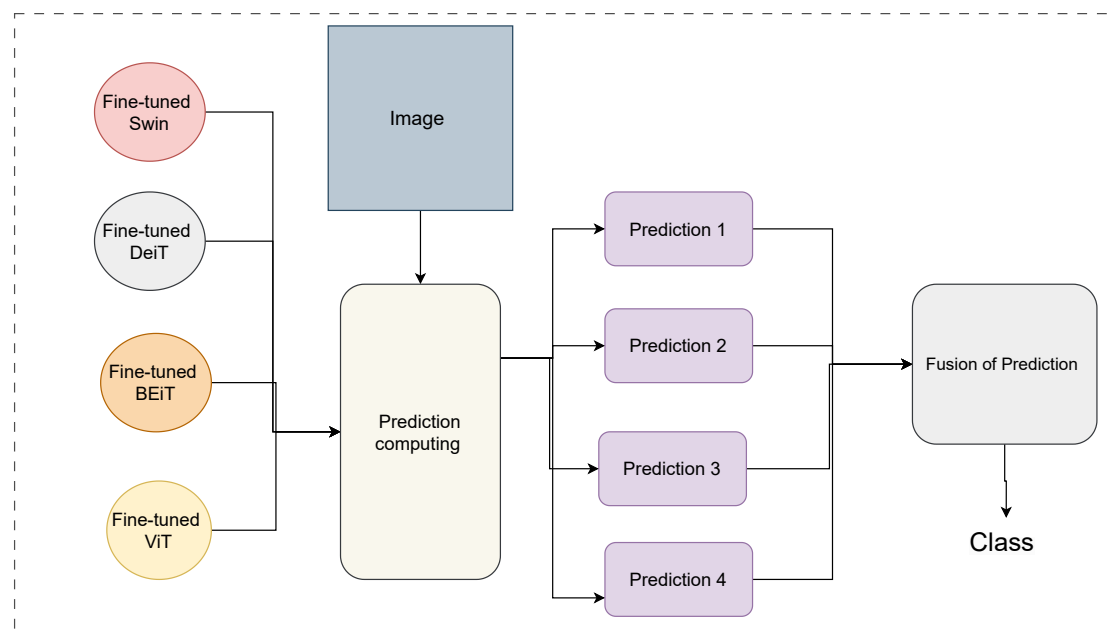 Fine-tuned
Swin
Fine-tuned
DeiT
Fine-tuned
BEiT
Fine-tuned
ViT
Image
Prediction
computing
Prediction 1
Prediction 2
Prediction 3
Prediction 4
Fusion of Prediction
Class